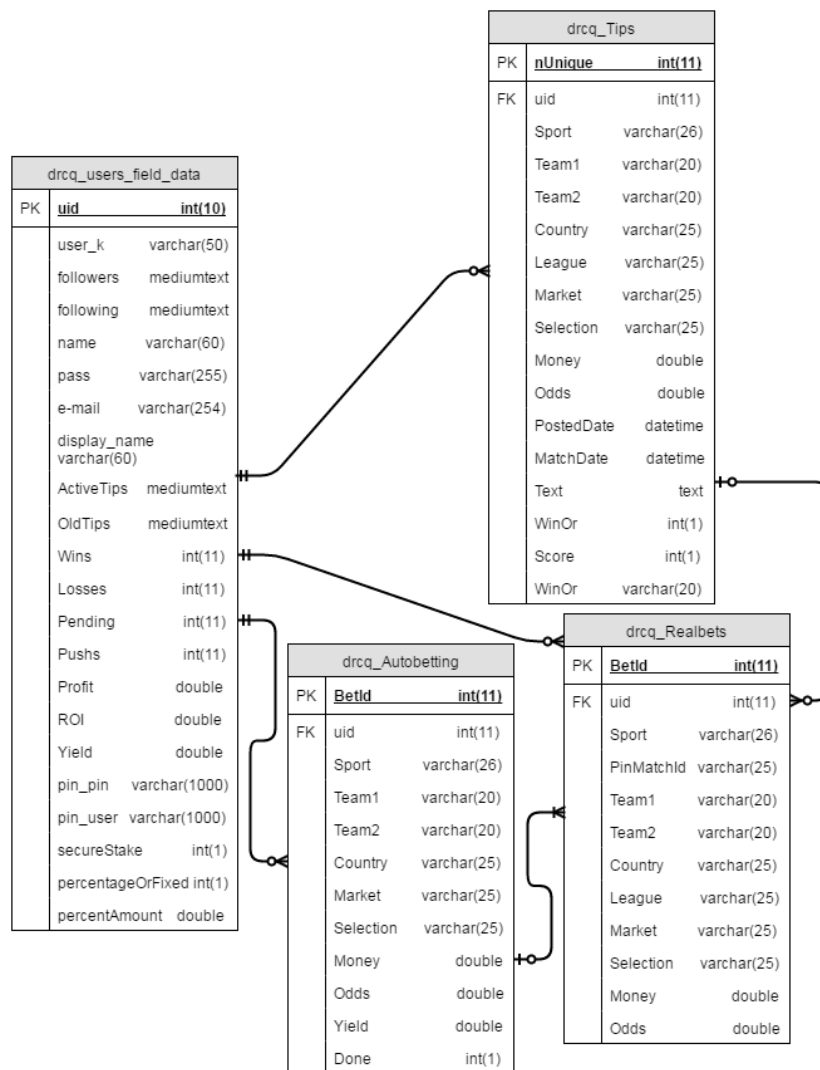 drcq_Tips
PK nUnique int(11)
FK uid int(11)
Sport varchar(26)
Team1 varchar(20)
Team2 varchar(20)
Country varchar(25)
League varchar(25)
Market varchar(25)
Selection varchar(25)
Money double
Odds double
PostedDate datetime
MatchDate datetime
Text text
WinOr int(1)
Score int(1)
WinOr varchar(20)
drcq_users_field_data
PK uid int(10)
user_k varchar(50)
followers mediumtext
following mediumtext
name varchar(60)
pass varchar(255)
e-mail varchar(254)
display_name
varchar(60)
ActiveTips mediumtext
OldTips mediumtext
Wins int(11)
Losses int(11)
Pending int(11)
Pushs int(11)
Profit double
ROI double
Yield double
pin_pin varchar(1000)
pin_user varchar(1000)
secureStake int(1)
percentageOrFixed int(1)
percentAmount double
drcq_Autobetting
PK BetId int(11)
FK uid int(11)
Sport varchar(26)
Team1 varchar(20)
Team2 varchar(20)
Country varchar(25)
Market varchar(25)
Selection varchar(25)
Money double
Odds double
Yield double
Done int(1)
drcq_Realbets
PK BetId int(11)
FK uid int(11)
Sport varchar(26)
PinMatchId varchar(25)
Team1 varchar(20)
Team2 varchar(20)
Country varchar(25)
League varchar(25)
Market varchar(25)
Selection varchar(25)
Money double
Odds double